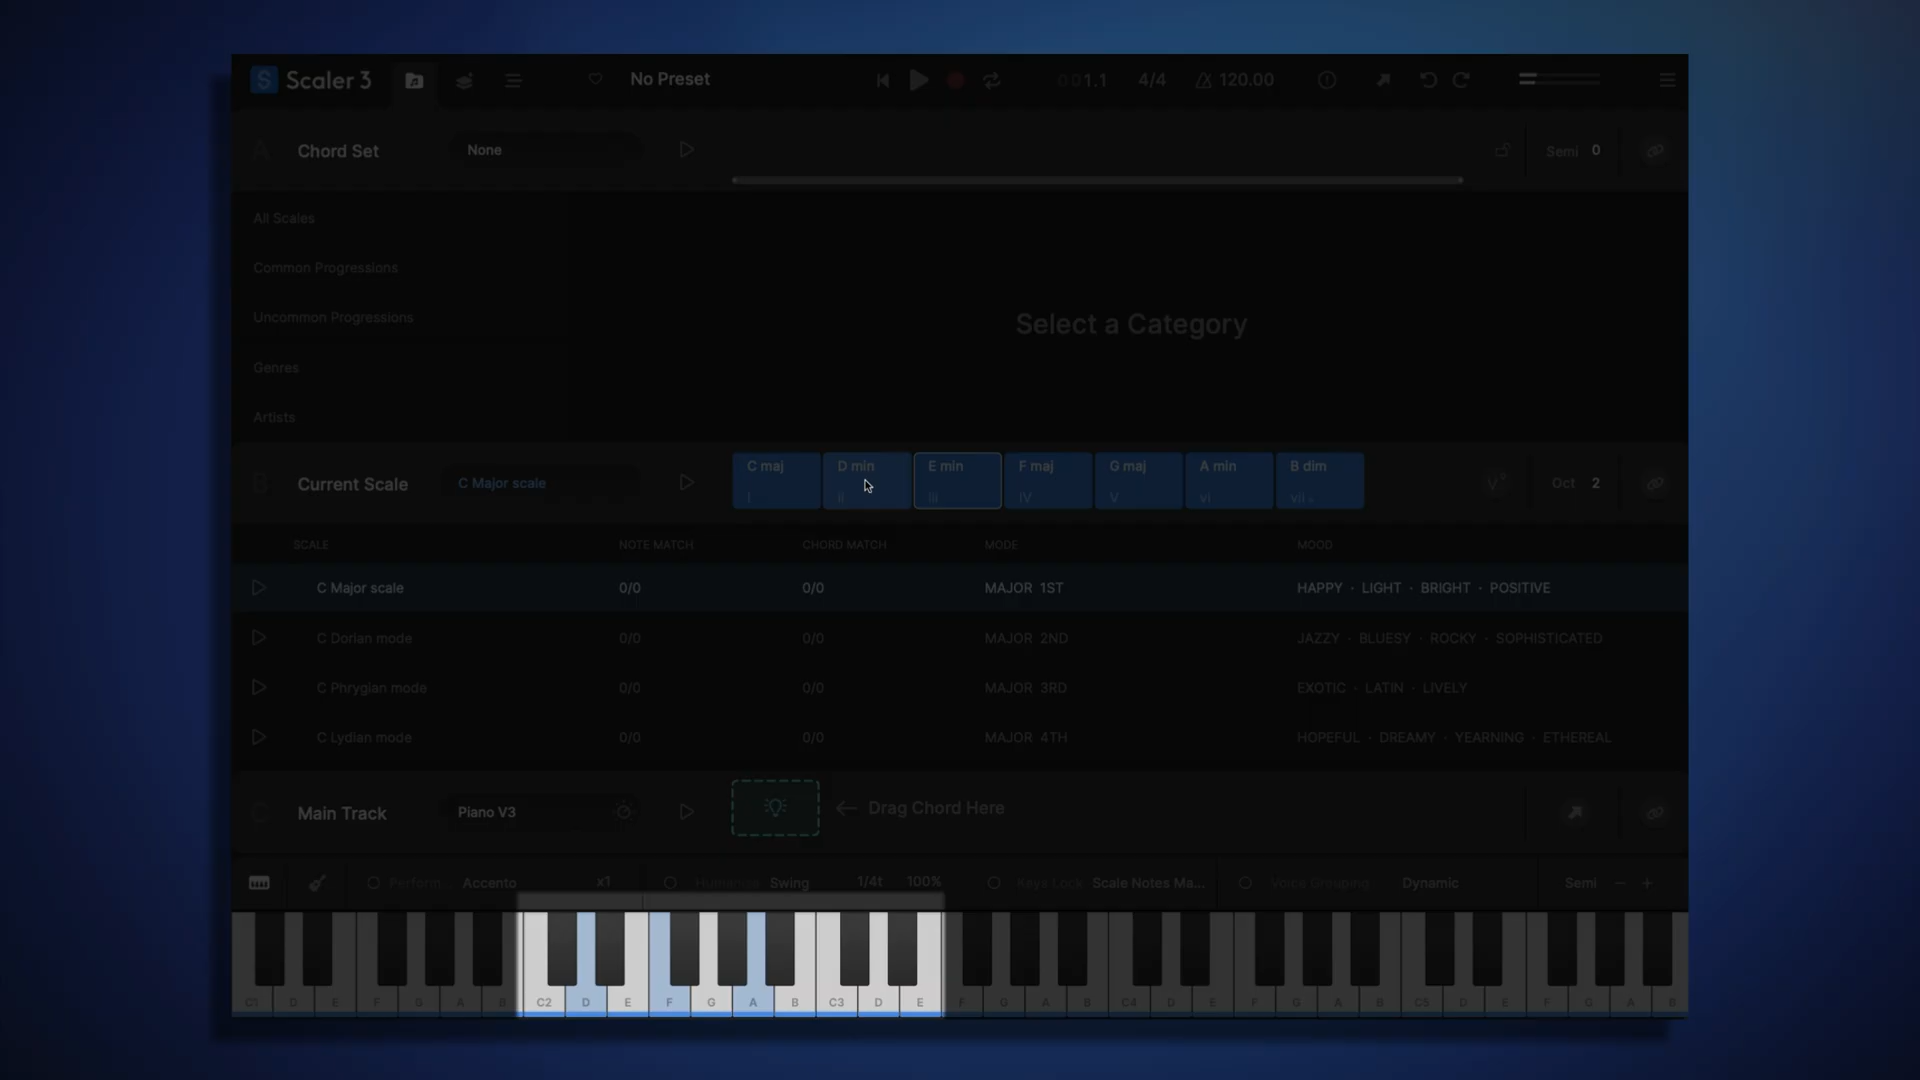 S Scaler 3 No Preset 001.1 4/4 120.00
A Chord Set None Semi 0
All Scales
Common Progressions
Uncommon Progressions
Select a Category
Genres
Artists
B Current Scale C Major scale C maj I D min ii E min iii F maj IV G maj V A min vi B dim vii° Oct 2
SCALE NOTE MATCH CHORD MATCH MODE MOOD
C Major scale 0/0 0/0 MAJOR 1ST HAPPY · LIGHT · BRIGHT · POSITIVE
C Dorian mode 0/0 0/0 MAJOR 2ND JAZZY · BLUESY · ROCKY · SOPHISTICATED
C Phrygian mode 0/0 0/0 MAJOR 3RD EXOTIC · LATIN · LIVELY
C Lydian mode 0/0 0/0 MAJOR 4TH HOPEFUL · DREAMY · YEARNING · ETHEREAL
C Main Track Piano V3 Drag Chord Here
Perform... Accento x1 Humanise Swing 1/4t 100% Keys Lock Scale Notes Ma... Voice Grouping Dynamic Semi − +
C1 D E F G A B C2 D E F G A B C3 D E F G A B C4 D E F G A B C5 D E F G A B